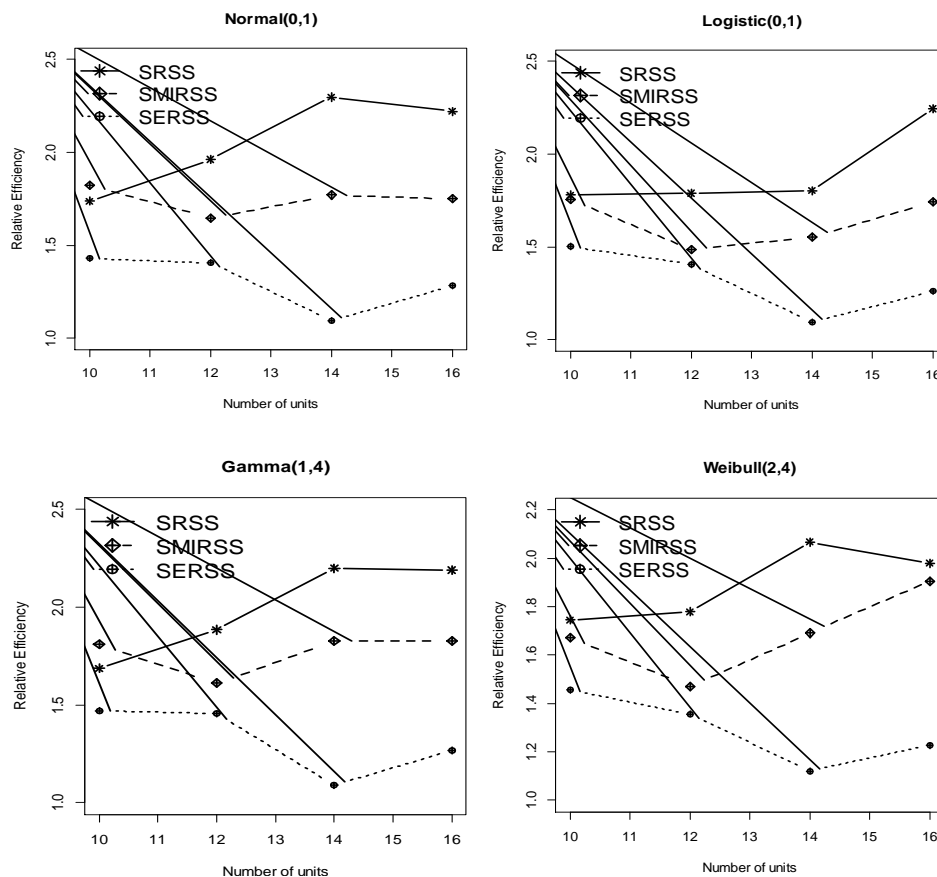 Normal(0,1)
2.5
2.0
1.5
1.0
Relative Efficiency
SRSS
SMIRSS
SERSS
10 11 12 13 14 15 16
Number of units
Logistic(0,1)
2.5
2.0
1.5
1.0
Relative Efficiency
SRSS
SMIRSS
SERSS
10 11 12 13 14 15 16
Number of units
Gamma(1,4)
2.5
2.0
1.5
1.0
Relative Efficiency
SRSS
SMIRSS
SERSS
10 11 12 13 14 15 16
Number of units
Weibull(2,4)
2.2
2.0
1.8
1.6
1.4
1.2
1.0
Relative Efficiency
SRSS
SMIRSS
SERSS
10 11 12 13 14 15 16
Number of units